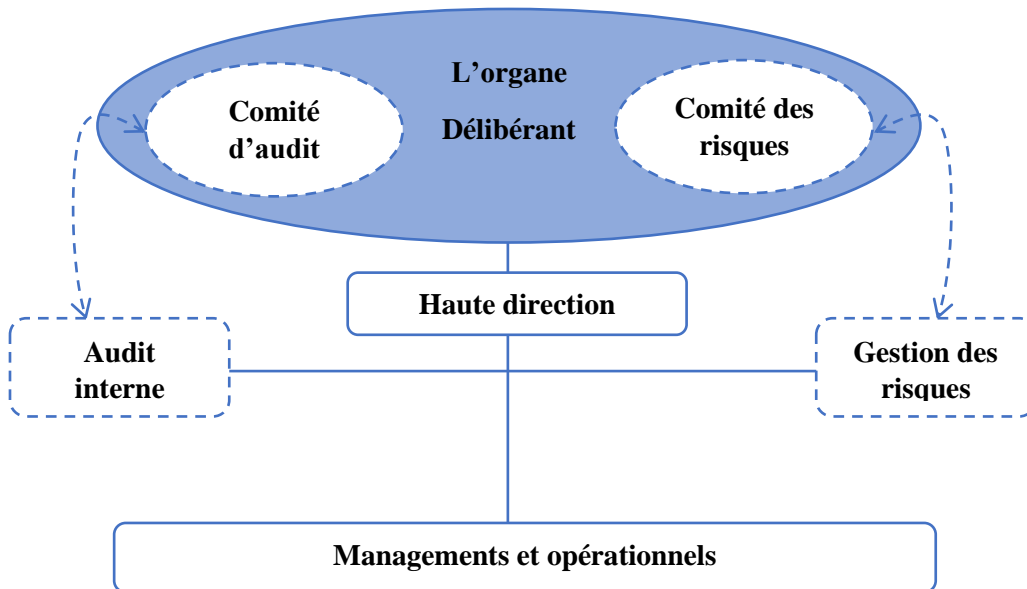 L’organe
Délibérant
Comité
d’audit
Comité des
risques
Haute direction
Audit
interne
Gestion des
risques
Managements et opérationnels